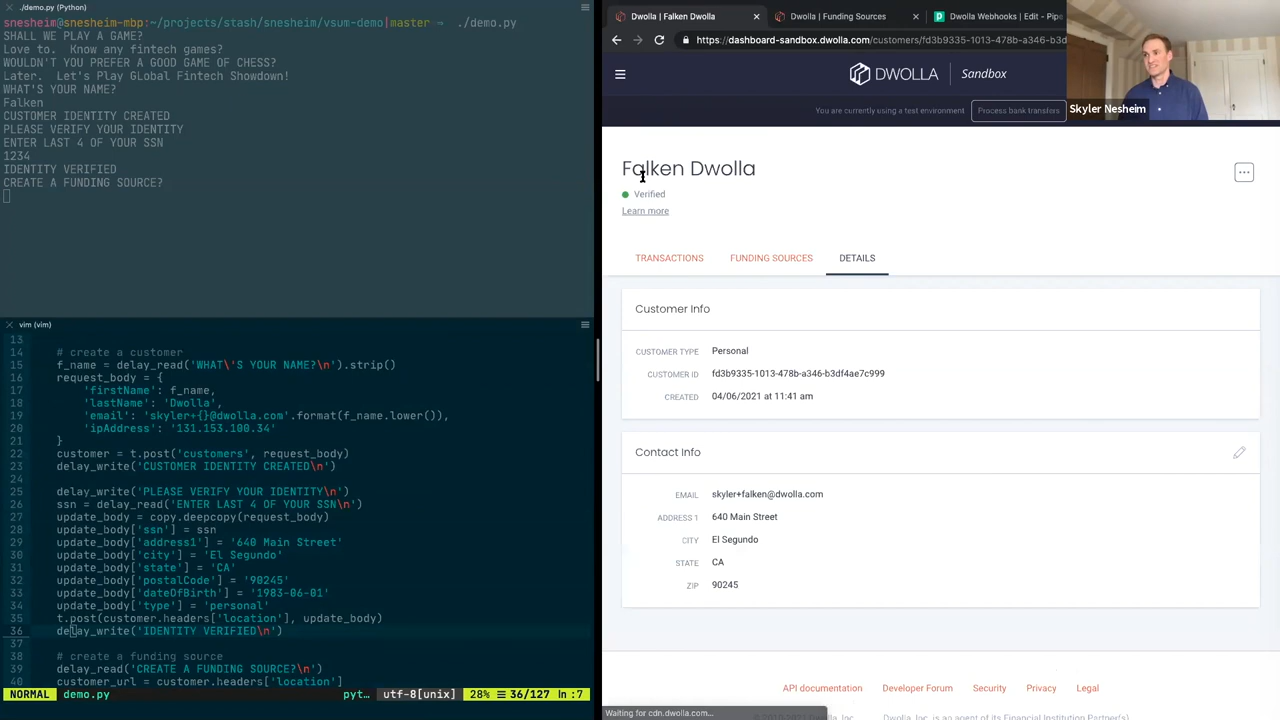 ./demo.py (Python)
snesheim@snesheim-mbp:~/projects/stash/snesheim/vsum-demo|master ⇒ ./demo.py
SHALL WE PLAY A GAME?
Love to. Know any fintech games?
WOULDN'T YOU PREFER A GOOD GAME OF CHESS?
Later. Let's Play GLobal Fintech Showdown!
WHAT'S YOUR NAME?
Falken
CUSTOMER IDENTITY CREATED
PLEASE VERIFY YOUR IDENTITY
ENTER LAST 4 OF YOUR SSN
1234
IDENTITY VERIFIED
CREATE A FUNDING SOURCE?
vim (vim)
13
14 # create a customer
15 f_name = delay_read('WHAT\'S YOUR NAME?\n').strip()
16 request_body = {
17 'firstName': f_name,
18 'lastName': 'Dwolla',
19 'email': 'skyler+{}@dwolla.com'.format(f_name.lower()),
20 'ipAddress': '131.153.100.34'
21 }
22 customer = t.post('customers', request_body)
23 delay_write('CUSTOMER IDENTITY CREATED\n')
24
25 delay_write('PLEASE VERIFY YOUR IDENTITY\n')
26 ssn = delay_read('ENTER LAST 4 OF YOUR SSN\n')
27 update_body = copy.deepcopy(request_body)
28 update_body['ssn'] = ssn
29 update_body['address1'] = '640 Main Street'
30 update_body['city'] = 'El Segundo'
31 update_body['state'] = 'CA'
32 update_body['postalCode'] = '90245'
33 update_body['dateOfBirth'] = '1983-06-01'
34 update_body['type'] = 'personal'
35 t.post(customer.headers['location'], update_body)
36 delay_write('IDENTITY VERIFIED\n')
37
38 # create a funding source
39 delay_read('CREATE A FUNDING SOURCE?\n')
40 customer_url = customer.headers['location']
NORMAL demo.py pyt… utf-8[unix] 28% ☰ 36/127 ln :7
Dwolla | Falken Dwolla
Dwolla | Funding Sources
Dwolla Webhooks | Edit - Pipe
https://dashboard-sandbox.dwolla.com/customers/fd3b9335-1013-478b-a346-b3d
DWOLLA Sandbox
You are currently using a test environment Process bank transfers
Skyler Nesheim
Falken Dwolla
Verified
Learn more
TRANSACTIONS FUNDING SOURCES DETAILS
Customer Info
CUSTOMER TYPE Personal
CUSTOMER ID fd3b9335-1013-478b-a346-b3df4ae7c999
CREATED 04/06/2021 at 11:41 am
Contact Info
EMAIL skyler+falken@dwolla.com
ADDRESS 1 640 Main Street
CITY El Segundo
STATE CA
ZIP 90245
API documentation Developer Forum Security Privacy Legal
Waiting for cdn.dwolla.com...
Dwolla, Inc. is an agent of its Financial Institution Partner(s)